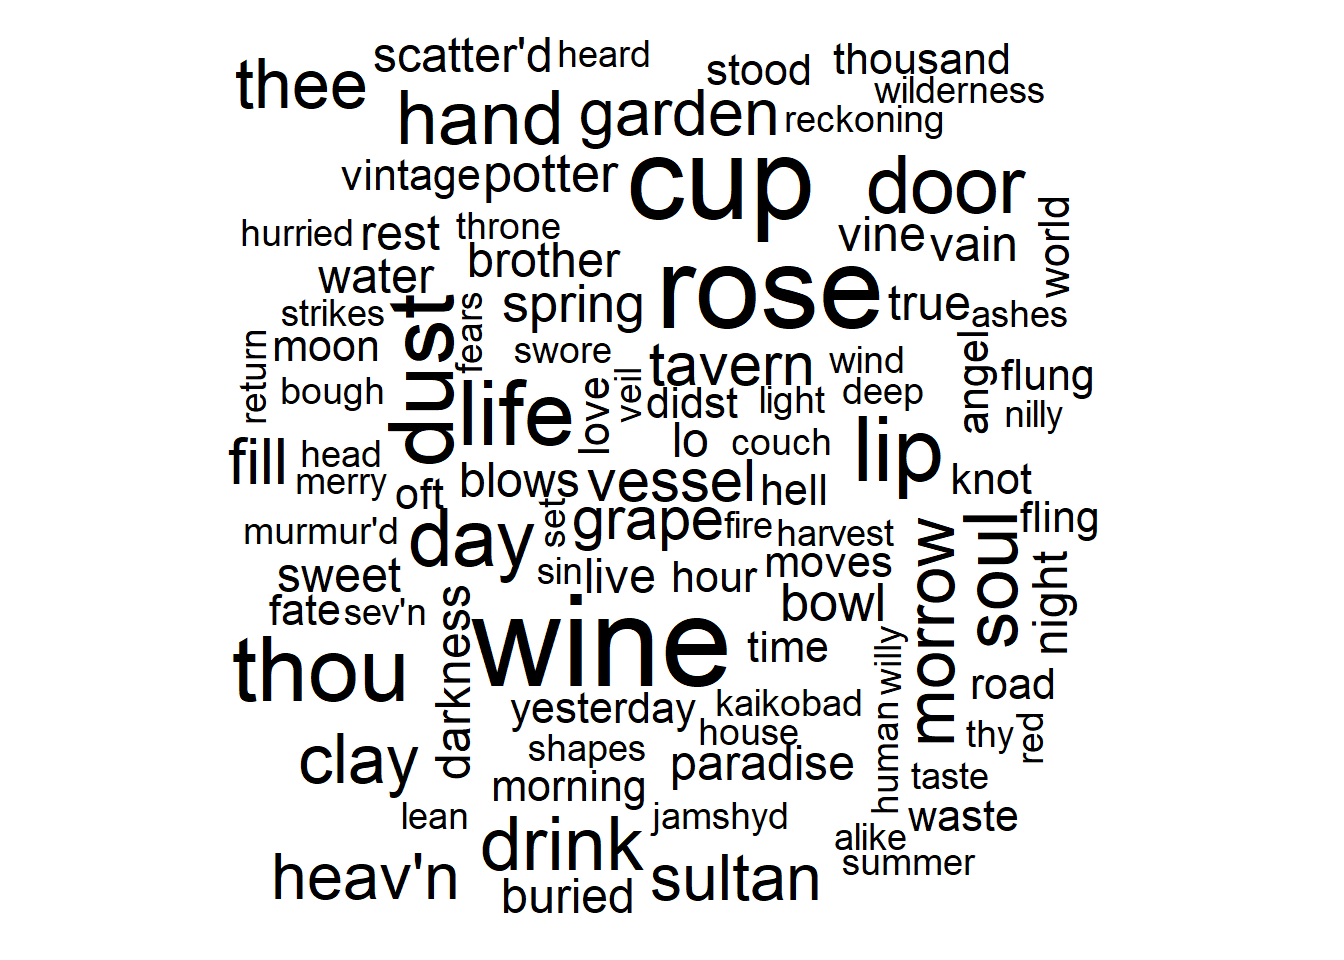 scatter'd heard
thee stood thousand
hand garden wilderness
reckoning
vintage potter cup door
hurried rest throne vine vain world
water brother
strikes dust fears spring rose true ashes
return moon swore tavern wind angel flung
bough life love veil didst light deep nilly
fill head lo couch lip knot
merry oft blows vessel hell
murmur'd day set grape fire harvest morrow soul fling
sweet sin live hour moves night
fate sev'n darkness wine bowl
thou time human willy road
yesterday kaikobad thy red
clay shapes house
morning paradise taste
lean drink jamshyd waste
alike
heav'n sultan summer
buried